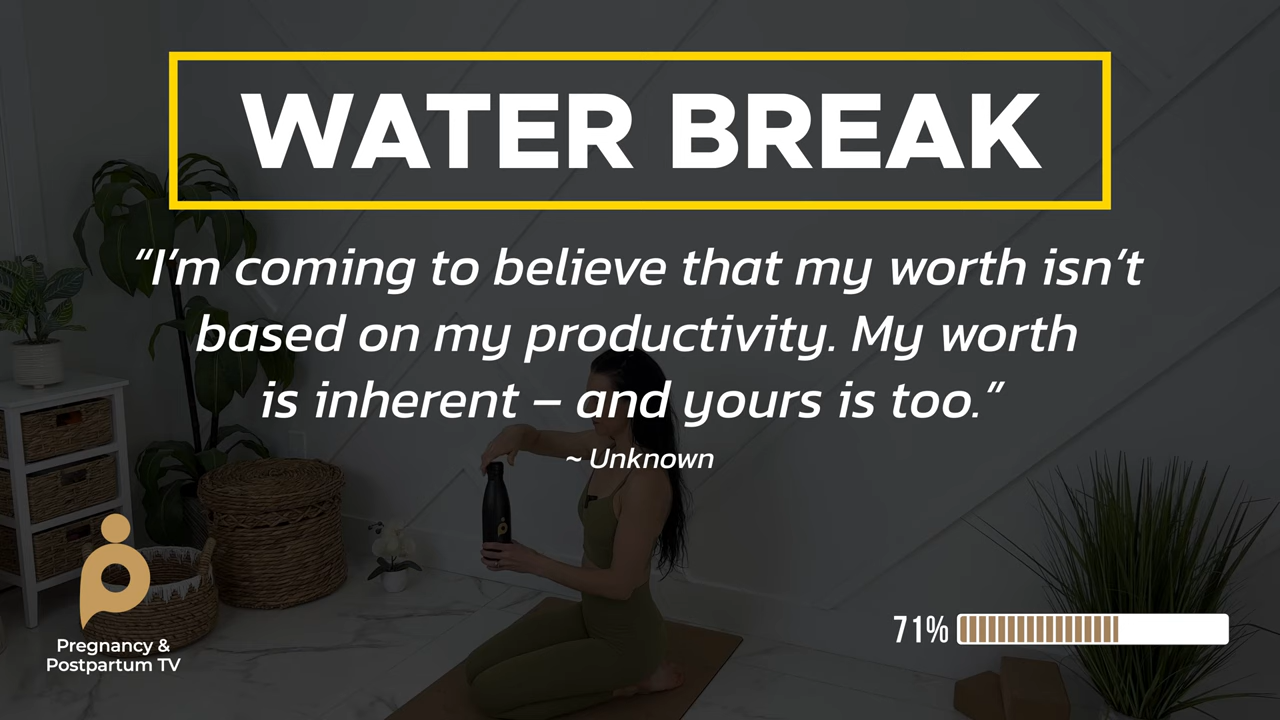 WATER BREAK
“I’m coming to believe that my worth isn’t
based on my productivity. My worth
is inherent – and yours is too.”
~ Unknown
71%
Pregnancy &
Postpartum TV